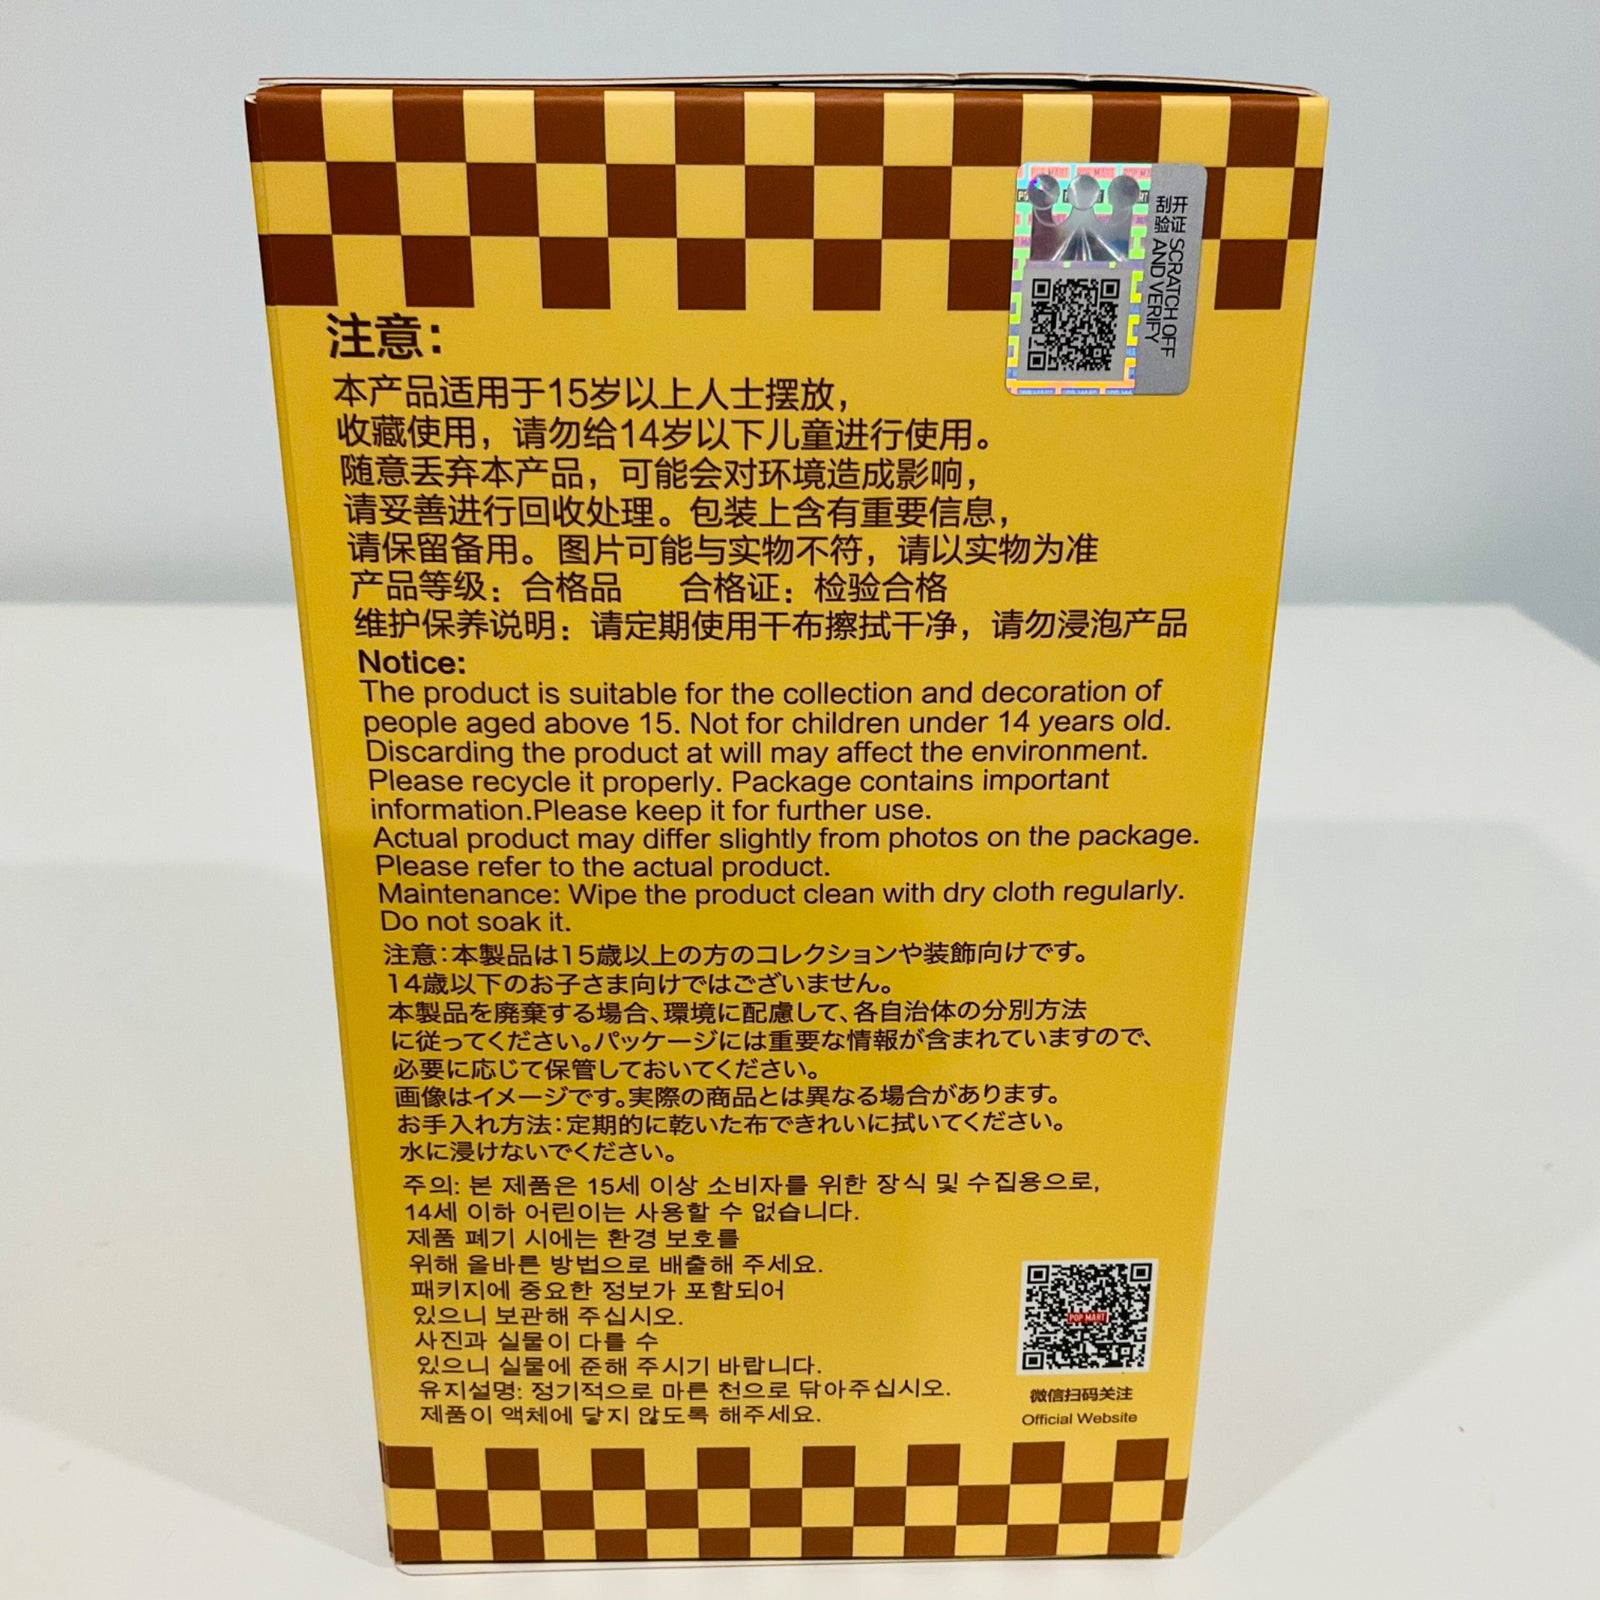 POP MART POP MART POP MA
刮开
验证 SCRATCH OFF
AND VERIFY
注意：
本产品适用于15岁以上人士摆放，
收藏使用，请勿给14岁以下儿童进行使用。
随意丢弃本产品，可能会对环境造成影响，
请妥善进行回收处理。包装上含有重要信息，
请保留备用。图片可能与实物不符，请以实物为准
产品等级：合格品 合格证：检验合格
维护保养说明：请定期使用干布擦拭干净，请勿浸泡产品
Notice:
The product is suitable for the collection and decoration of
people aged above 15. Not for children under 14 years old.
Discarding the product at will may affect the environment.
Please recycle it properly. Package contains important
information.Please keep it for further use.
Actual product may differ slightly from photos on the package.
Please refer to the actual product.
Maintenance: Wipe the product clean with dry cloth regularly.
Do not soak it.
注意：本製品は15歳以上の方のコレクションや装飾向けです。
14歳以下のお子さま向けではございません。
本製品を廃棄する場合、環境に配慮して、各自治体の分別方法
に従ってください。パッケージには重要な情報が含まれていますので、
必要に応じて保管しておいてください。
画像はイメージです。実際の商品とは異なる場合があります。
お手入れ方法：定期的に乾いた布できれいに拭いてください。
水に浸けないでください。
주의: 본 제품은 15세 이상 소비자를 위한 장식 및 수집용으로,
14세 이하 어린이는 사용할 수 없습니다.
제품 폐기 시에는 환경 보호를
위해 올바른 방법으로 배출해 주세요.
패키지에 중요한 정보가 포함되어
있으니 보관해 주십시오.
사진과 실물이 다를 수
있으니 실물에 준해 주시기 바랍니다.
유지설명: 정기적으로 마른 천으로 닦아주십시오.
제품이 액체에 닿지 않도록 해주세요.
POP MART
微信扫码关注
Official Website